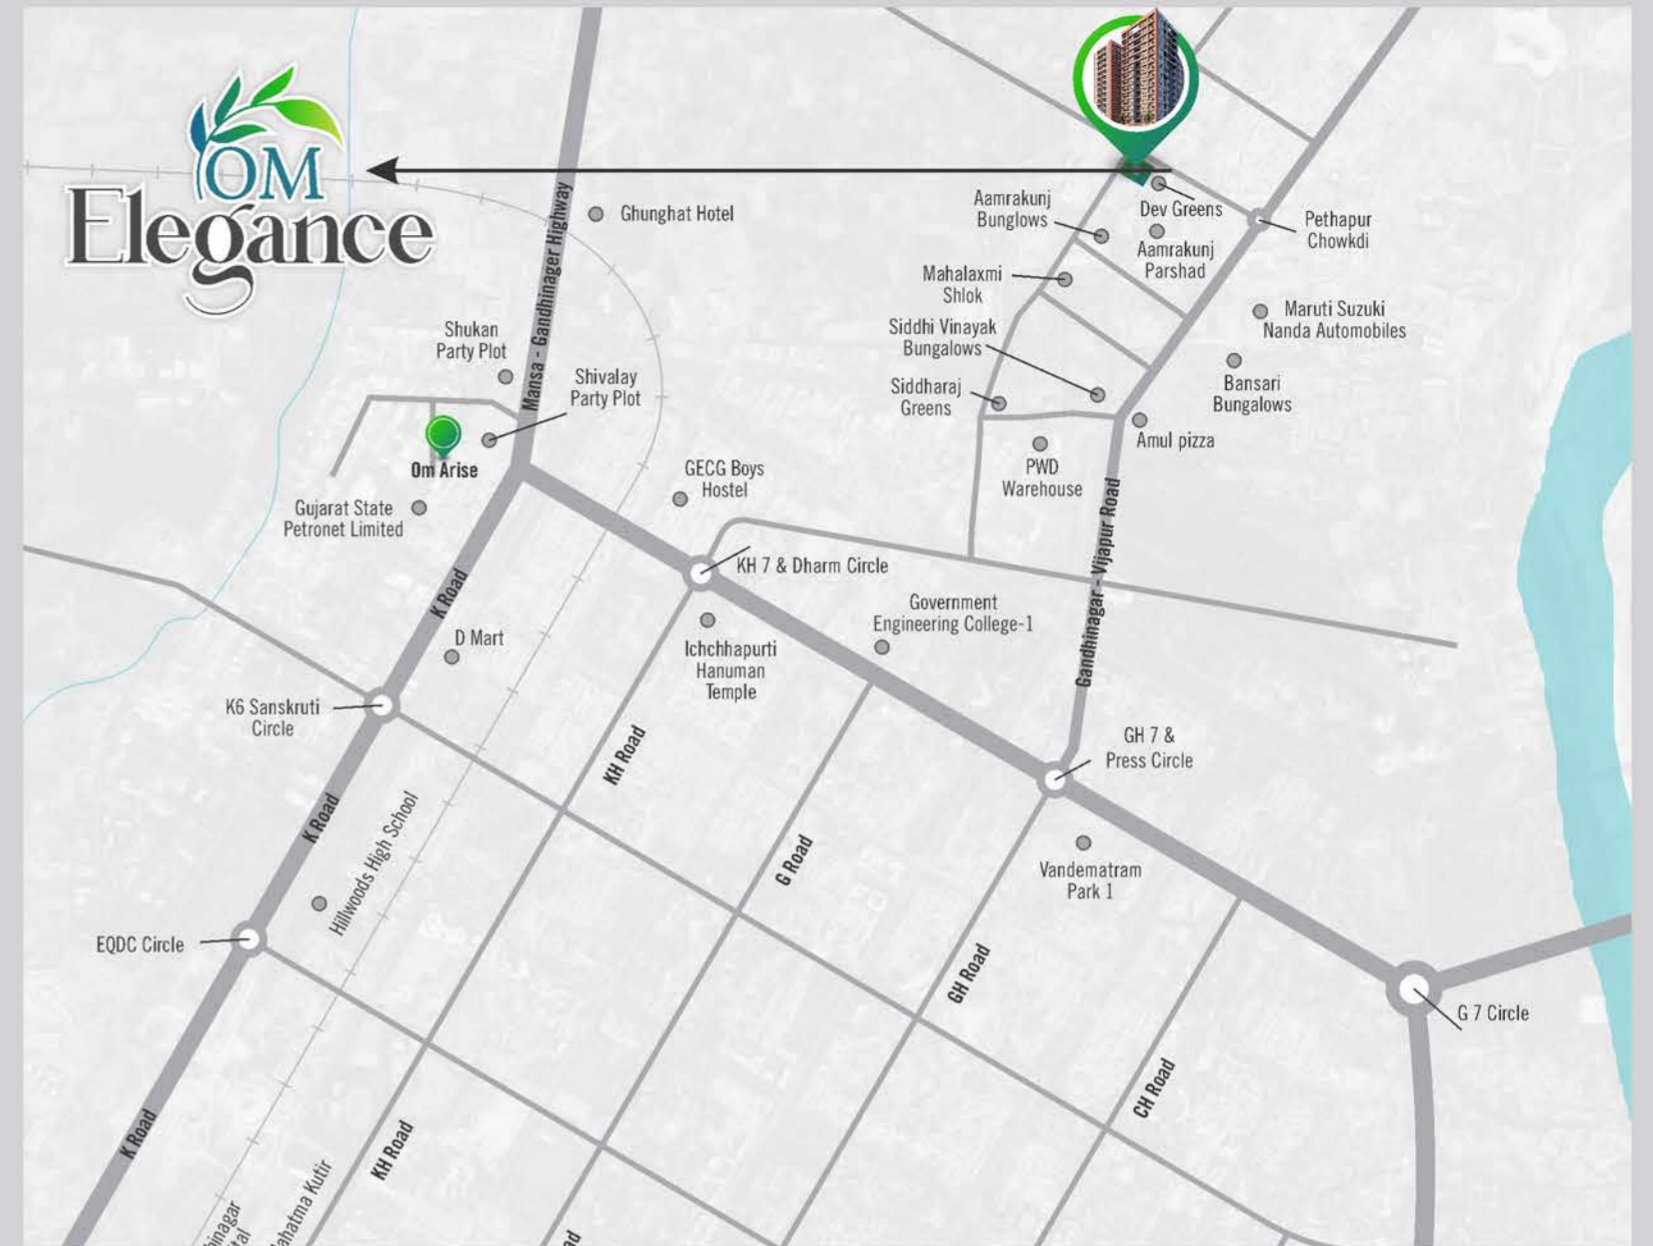 OM
Elegance
Mansa - Gandhinager Highway
Ghunghat Hotel
Aamrakunj
Bunglows
Dev Greens
Aamrakunj
Parshad
Pethapur
Chowkdi
Mahalaxmi
Shlok
Maruti Suzuki
Nanda Automobiles
Shukan
Party Plot
Siddhi Vinayak
Bungalows
Shivalay
Party Plot
Siddharaj
Greens
Bansari
Bungalows
Amul pizza
Om Arise
GECG Boys
Hostel
PWD
Warehouse
Gujarat State
Petronet Limited
Gandhinagar - Vijapur Road
KH 7 & Dharm Circle
K Road
Government
Engineering College-1
D Mart
Ichchhapurti
Hanuman
Temple
K6 Sanskruti
Circle
KH Road
GH 7 &
Press Circle
K Road
Hillwoods High School
G Road
Vandematram
Park 1
EQDC Circle
GH Road
G 7 Circle
CH Road
K Road
KH Road
Kutir